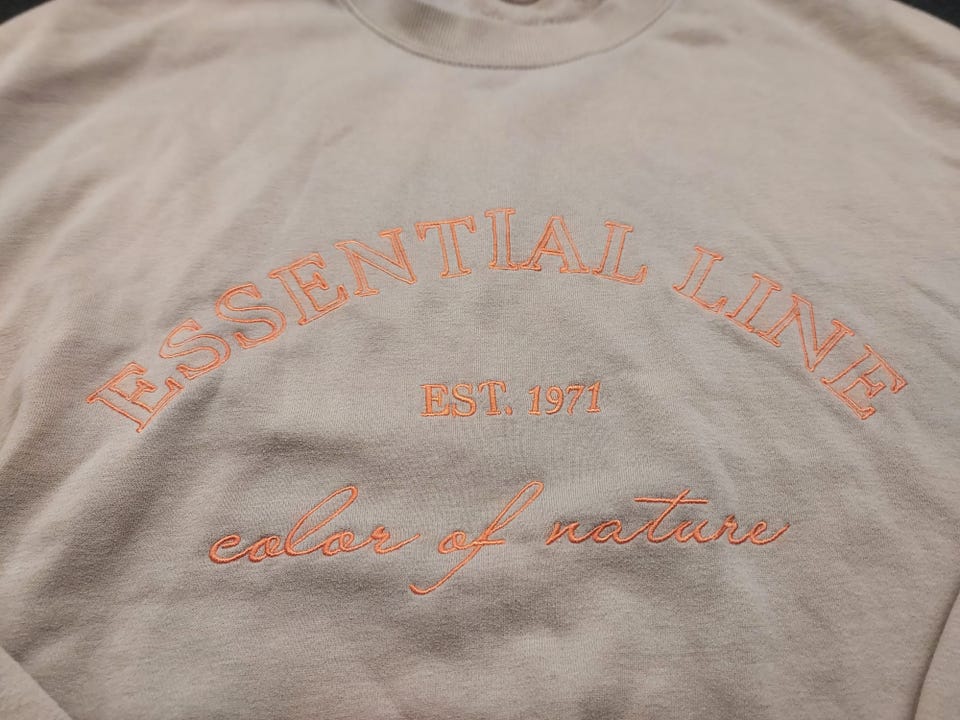 ESSENTIAL LINE
EST. 1971
color of nature